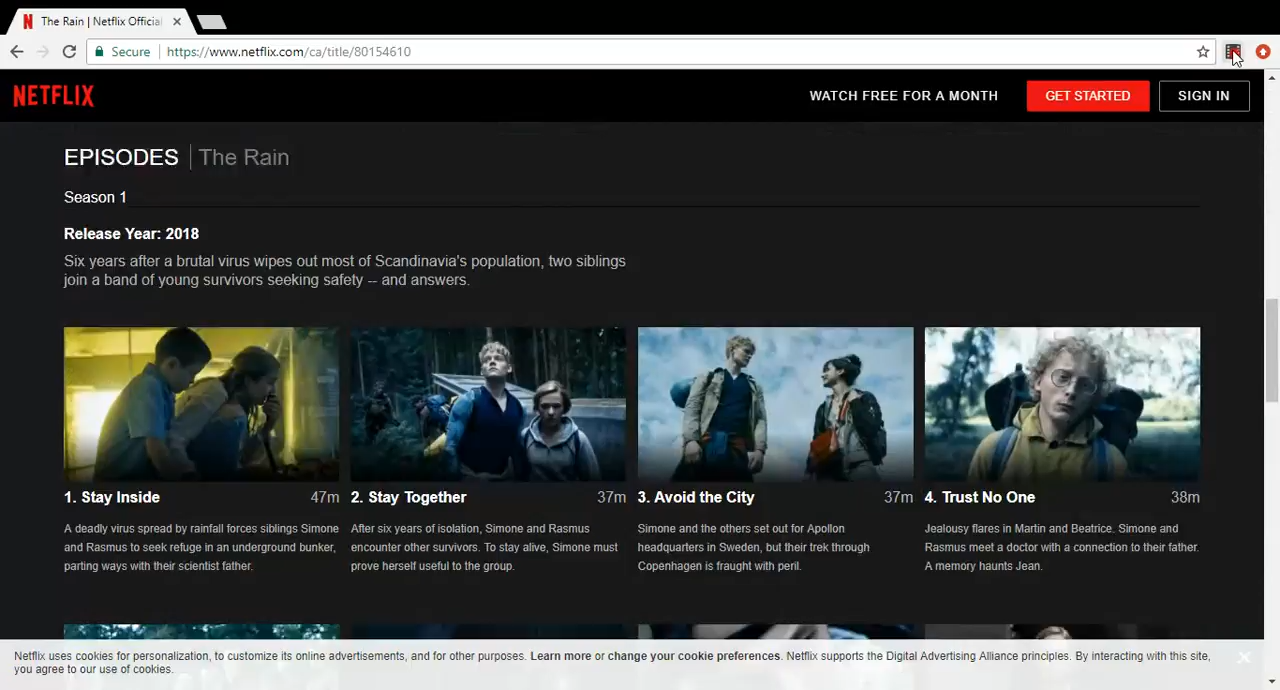 The Rain | Netflix Officia
Secure | https://www.netflix.com/ca/title/80154610
NETFLIX
WATCH FREE FOR A MONTH
GET STARTED
SIGN IN
EPISODES | The Rain
Season 1
Release Year: 2018
Six years after a brutal virus wipes out most of Scandinavia's population, two siblings
join a band of young survivors seeking safety -- and answers.
1. Stay Inside 47m
A deadly virus spread by rainfall forces siblings Simone
and Rasmus to seek refuge in an underground bunker,
parting ways with their scientist father.
2. Stay Together 37m
After six years of isolation, Simone and Rasmus
encounter other survivors. To stay alive, Simone must
prove herself useful to the group.
3. Avoid the City 37m
Simone and the others set out for Apollon
headquarters in Sweden, but their trek through
Copenhagen is fraught with peril.
4. Trust No One 38m
Jealousy flares in Martin and Beatrice. Simone and
Rasmus meet a doctor with a connection to their father.
A memory haunts Jean.
Netflix uses cookies for personalization, to customize its online advertisements, and for other purposes. Learn more or change your cookie preferences. Netflix supports the Digital Advertising Alliance principles. By interacting with this site,
you agree to our use of cookies.